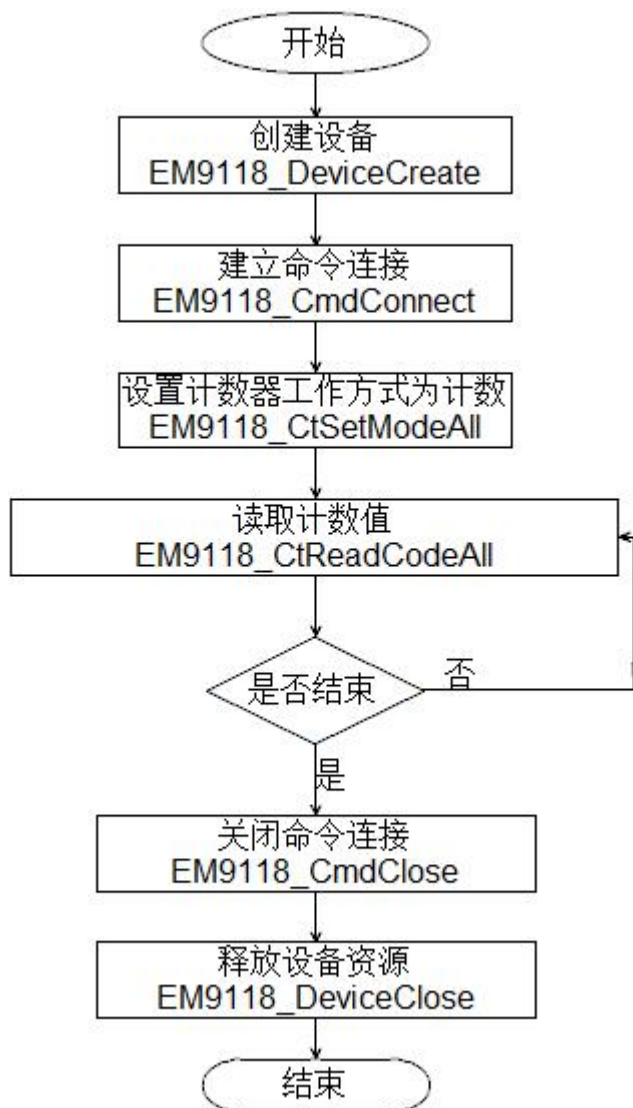 开始
创建设备
EM9118_DeviceCreate
建立命令连接
EM9118_CmdConnect
设置计数器工作方式为计数
EM9118_CtSetModeAll
读取计数值
EM9118_CtReadCodeAll
是否结束
否
是
关闭命令连接
EM9118_CmdClose
释放设备资源
EM9118_DeviceClose
结束